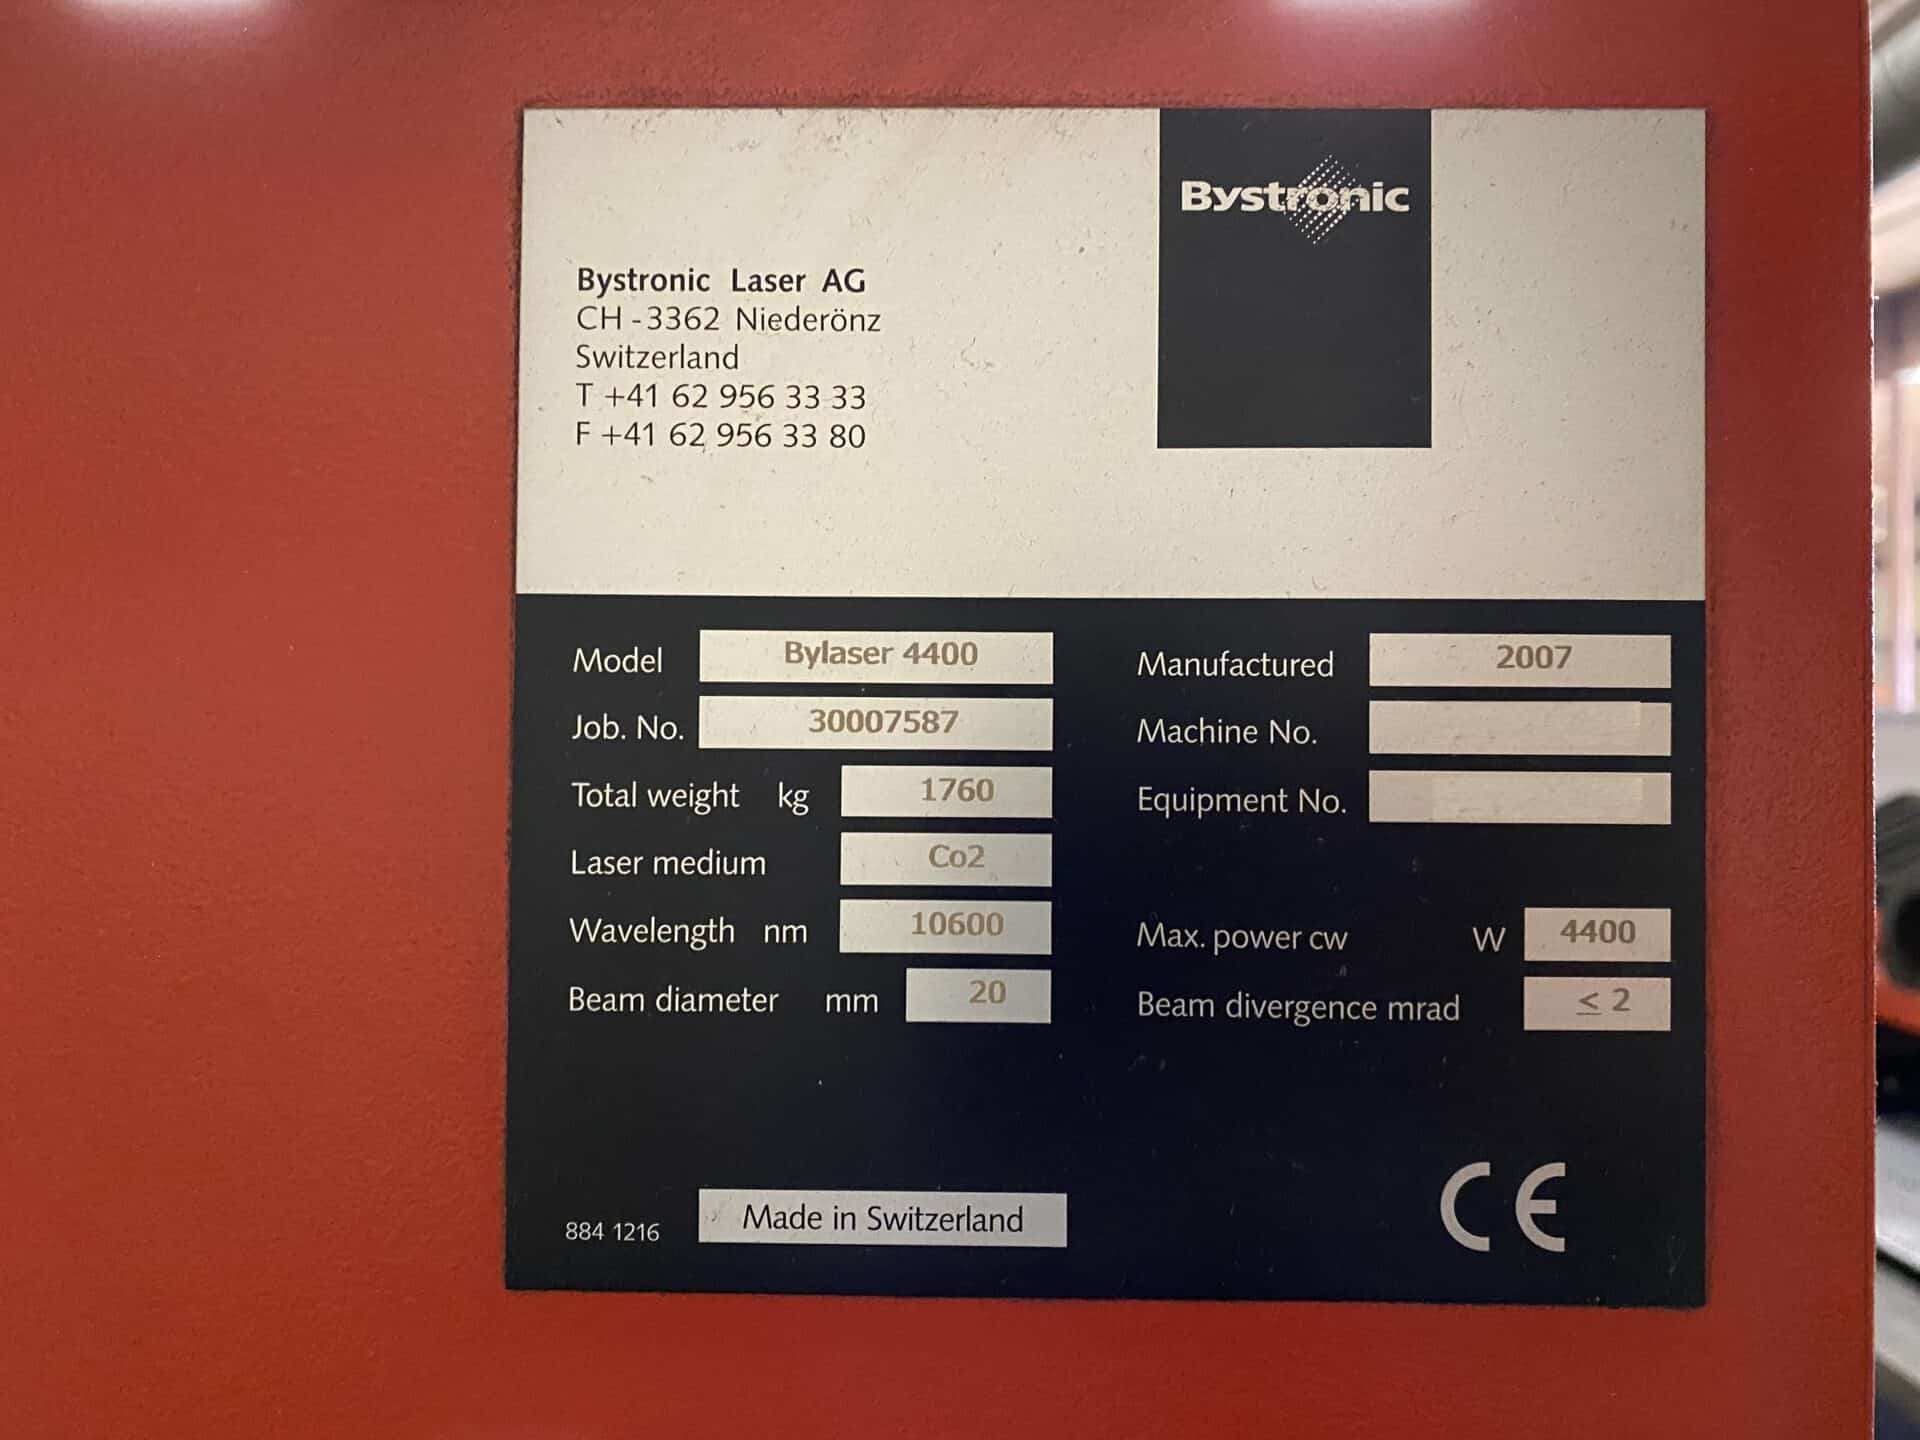 Bystronic
Bystronic Laser AG
CH - 3362 Niederönz
Switzerland
T +41 62 956 33 33
F +41 62 956 33 80
Model Bylaser 4400
Job. No. 30007587
Total weight kg 1760
Laser medium Co2
Wavelength nm 10600
Beam diameter mm 20
Manufactured 2007
Machine No.
Equipment No.
Max. power cw W 4400
Beam divergence mrad ≤ 2
884 1216 Made in Switzerland
CE